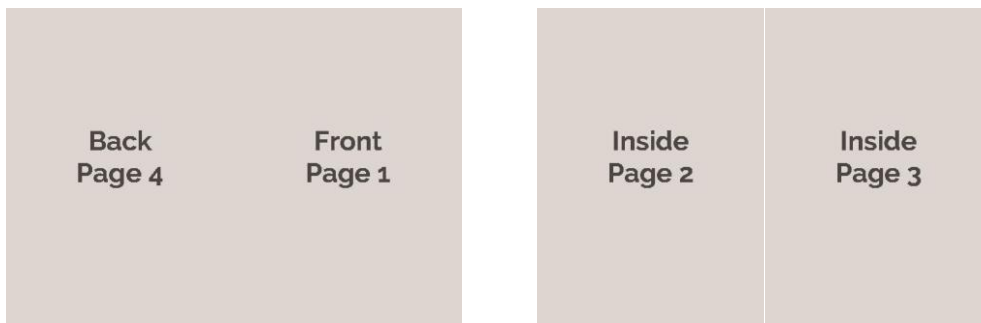 Back
Page 4
Front
Page 1
Inside
Page 2
Inside
Page 3